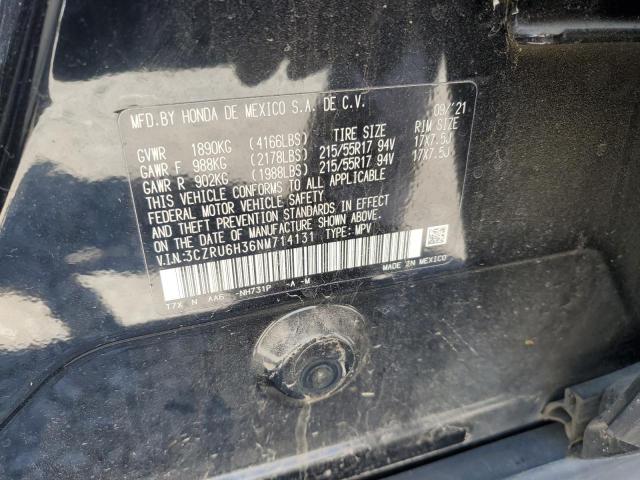 MFD.BY HONDA DE MEXICO S.A. DE C.V. 09/'21
GVWR 1890KG (4166LBS) TIRE SIZE RIM SIZE
GAWR F 988KG (2178LBS) 215/55R17 94V 17X7.5J
GAWR R 902KG (1988LBS) 215/55R17 94V 17X7.5J
THIS VEHICLE CONFORMS TO ALL APPLICABLE
FEDERAL MOTOR VEHICLE SAFETY
AND THEFT PREVENTION STANDARDS IN EFFECT
ON THE DATE OF MANUFACTURE SHOWN ABOVE.
V.I.N:3CZRU6H36NM714131 TYPE: MPV
MADE IN MEXICO
T7X N AA6 -NH731P -A -M